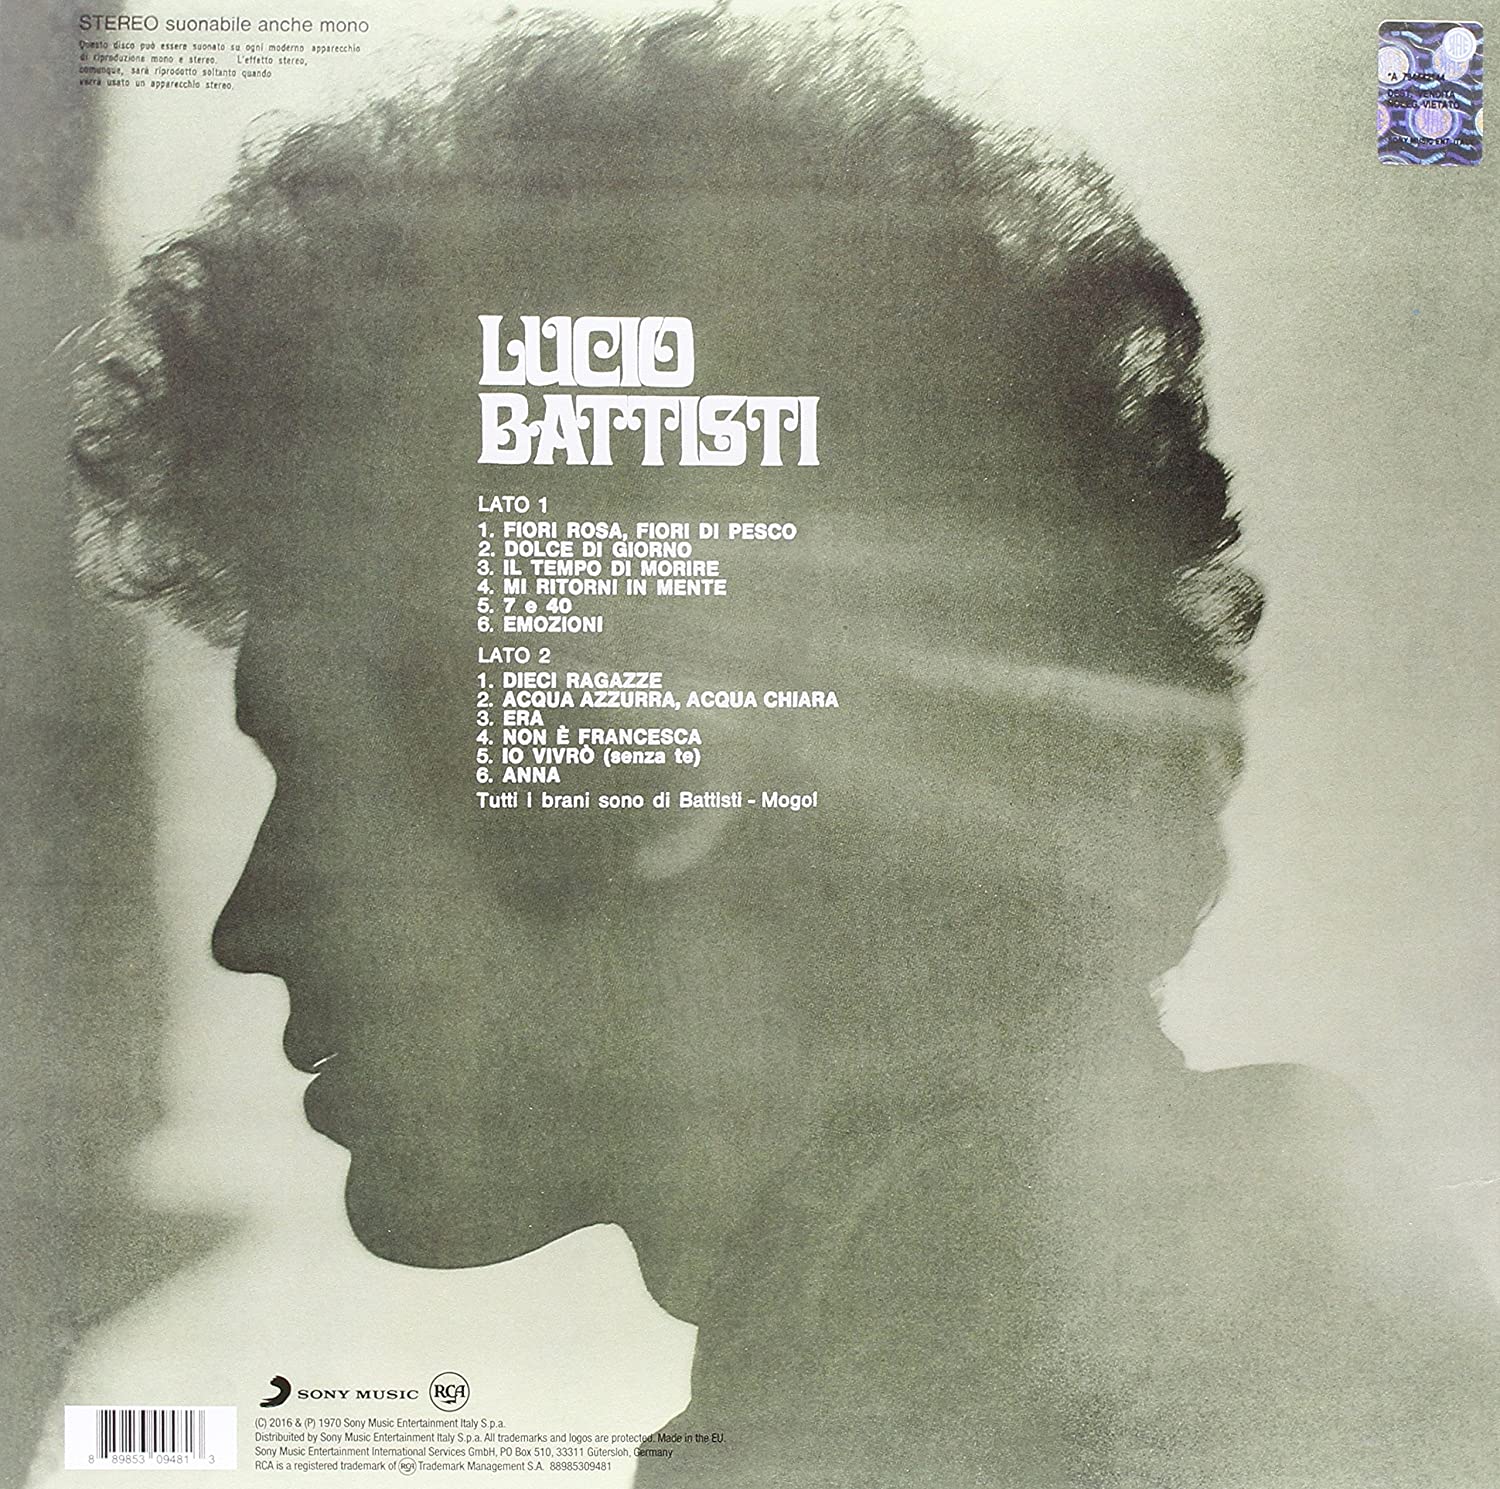 STEREO suonabile anche mono
Questo disco può essere suonato su ogni moderno apparecchio
di riproduzione mono e stereo. L'effetto stereo,
comunque, sarà riprodotto soltanto quando
verrà usato un apparecchio stereo.
DEST. VENDITA
NOLEG. VIETATO
LUCIO
BATTISTI
LATO 1
1. FIORI ROSA, FIORI DI PESCO
2. DOLCE DI GIORNO
3. IL TEMPO DI MORIRE
4. MI RITORNI IN MENTE
5. 7 e 40
6. EMOZIONI
LATO 2
1. DIECI RAGAZZE
2. ACQUA AZZURRA, ACQUA CHIARA
3. ERA
4. NON È FRANCESCA
5. IO VIVRÒ (senza te)
6. ANNA
Tutti i brani sono di Battisti - Mogol
SONY MUSIC RCA
(C) 2016 & (P) 1970 Sony Music Entertainment Italy S.p.a.
Distribuited by Sony Music Entertainment Italy S.p.a. All trademarks and logos are protected. Made in the EU.
Sony Music Entertainment International Services GmbH, PO Box 510, 33311 Gütersloh, Germany
RCA is a registered trademark of RCA Trademark Management S.A. 88985309481
8 89853 09481 3